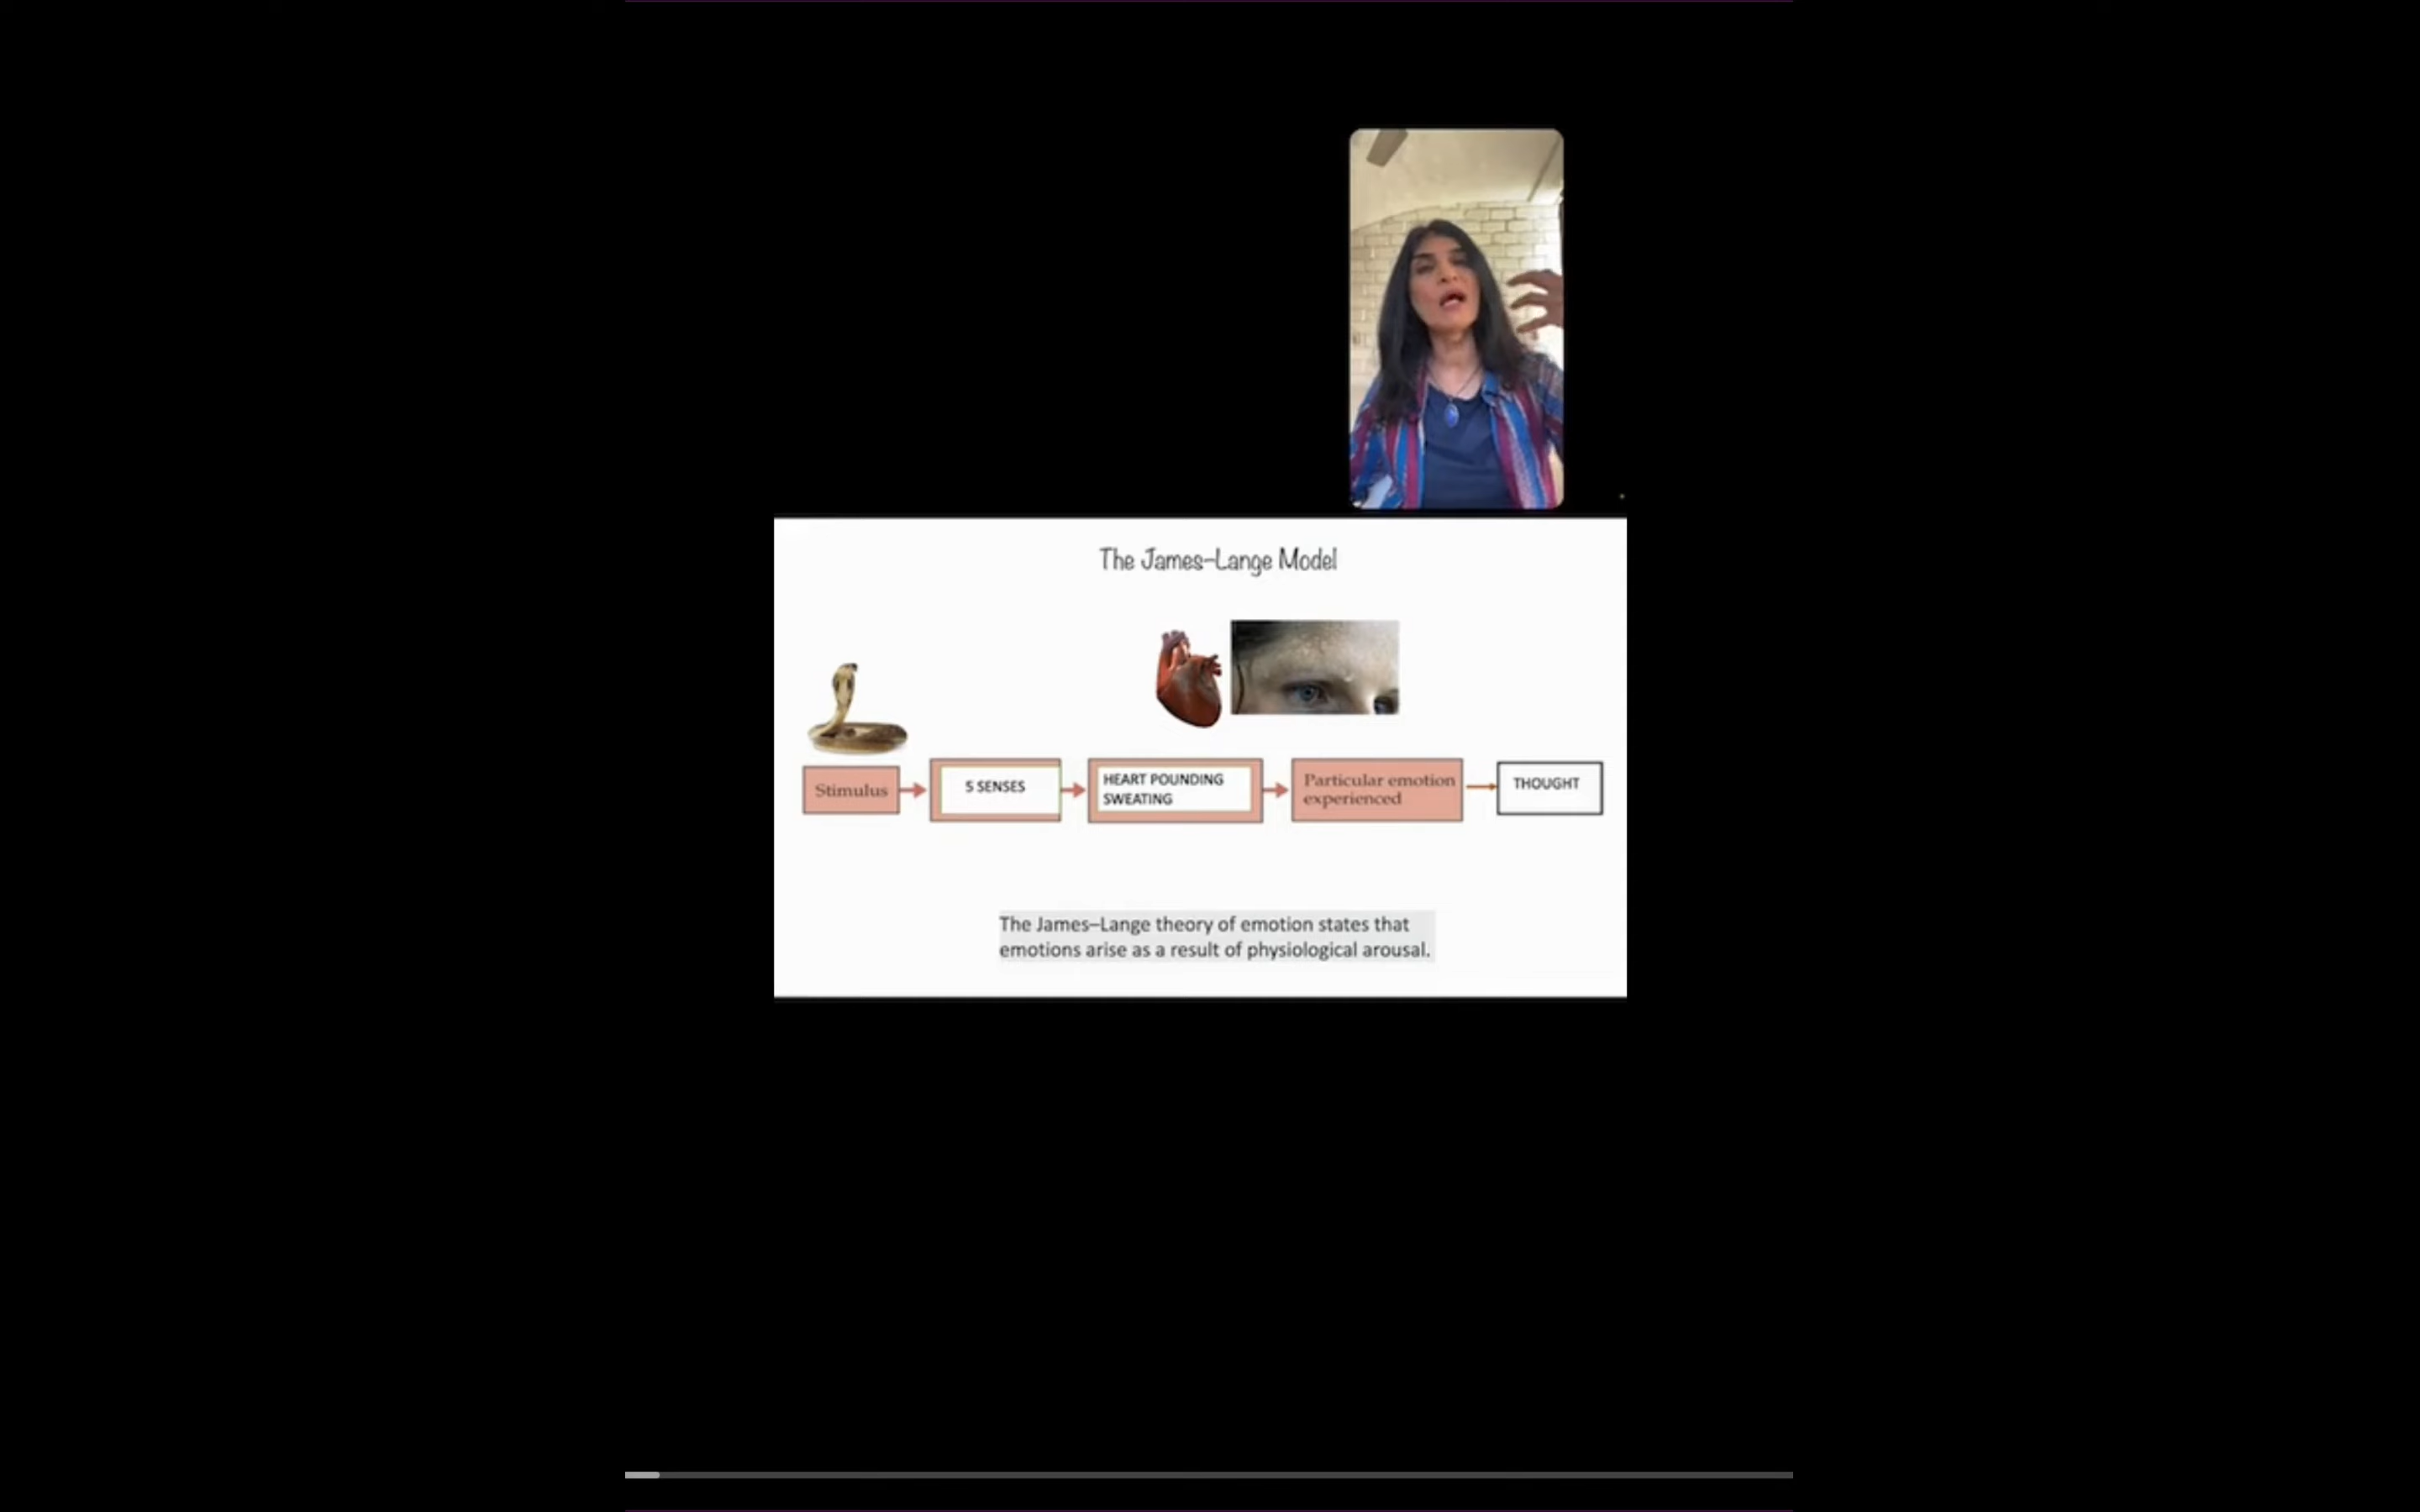 The James–Lange Model
Stimulus
5 SENSES
HEART POUNDING
SWEATING
Particular emotion
experienced
THOUGHT
The James–Lange theory of emotion states that
emotions arise as a result of physiological arousal.